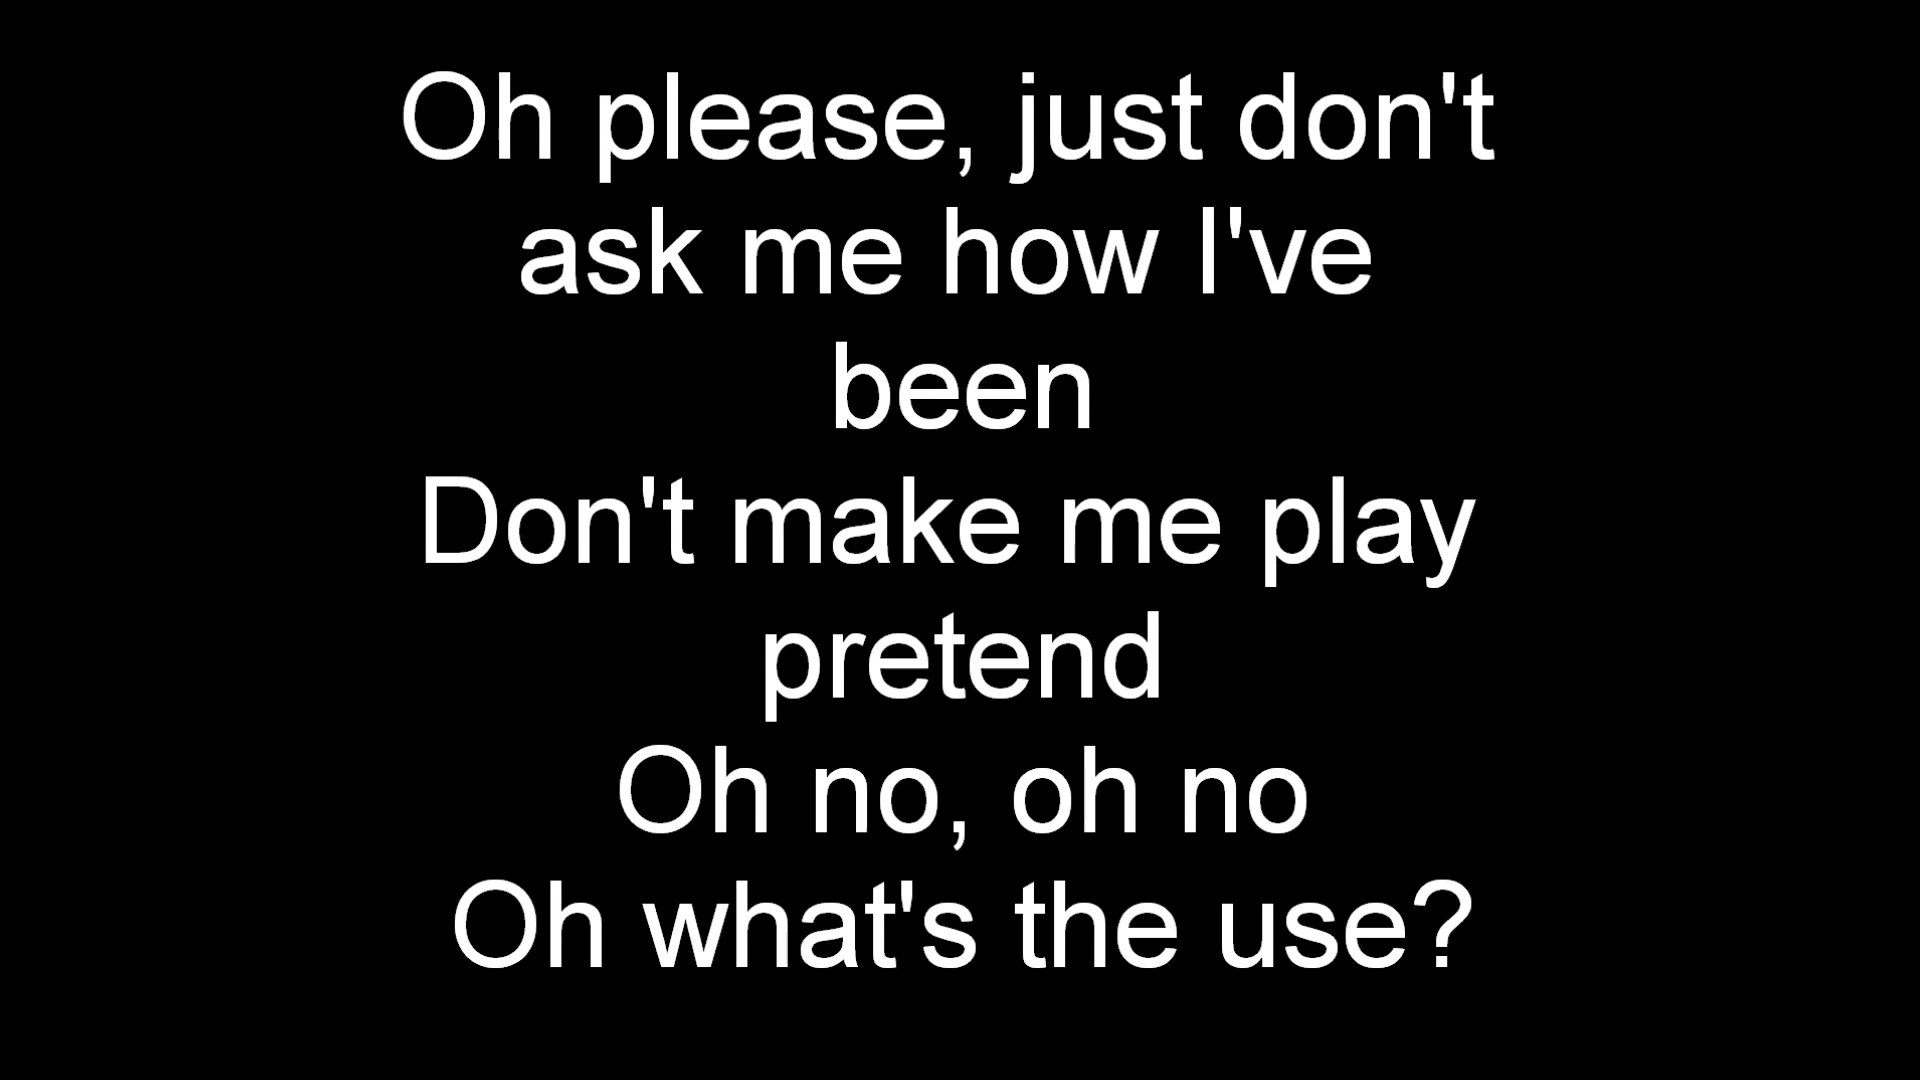 Oh please, just don't
ask me how I've
been
Don't make me play
pretend
Oh no, oh no
Oh what's the use?